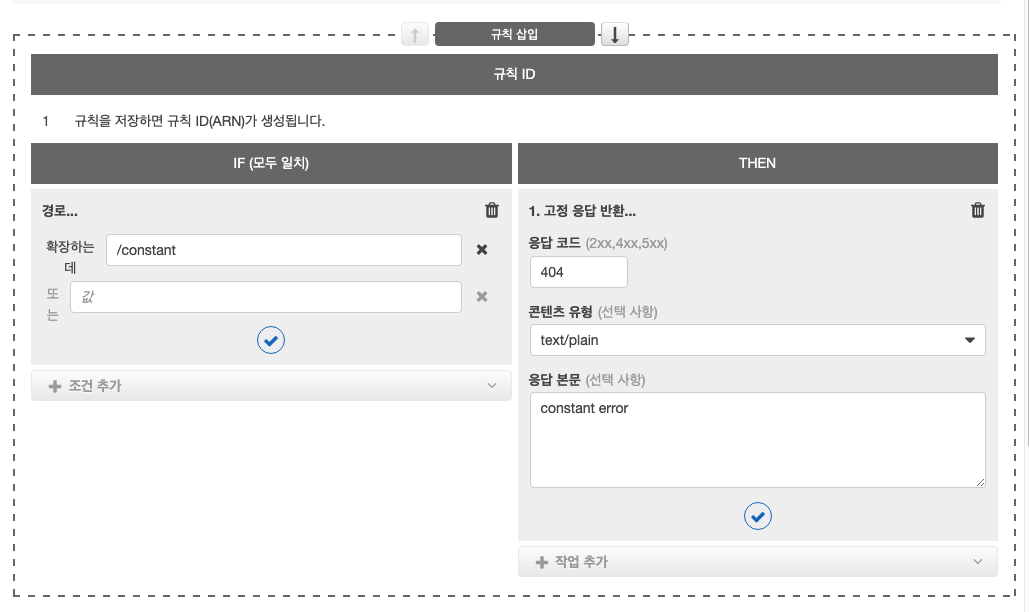 규칙 삽입
규칙 ID
1 규칙을 저장하면 규칙 ID(ARN)가 생성됩니다.
IF (모두 일치)
THEN
경로...
확장하는
데
/constant
또
는
값
조건 추가
1. 고정 응답 반환...
응답 코드 (2xx,4xx,5xx)
404
콘텐츠 유형 (선택 사항)
text/plain
응답 본문 (선택 사항)
constant error
작업 추가